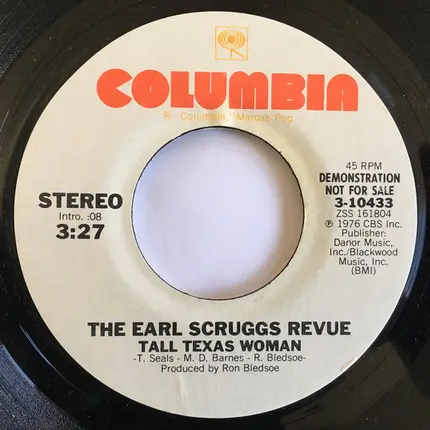 COLUMBIA
® "Columbia," Marcas Reg.
45 RPM
DEMONSTRATION
NOT FOR SALE
3-10433
ZSS 161804
℗ 1976 CBS Inc.
Publisher:
Danor Music,
Inc./Blackwood
Music, Inc.
(BMI)
STEREO
Intro. :08
3:27
THE EARL SCRUGGS REVUE
TALL TEXAS WOMAN
-T. Seals - M. D. Barnes - R. Bledsoe-
Produced by Ron Bledsoe